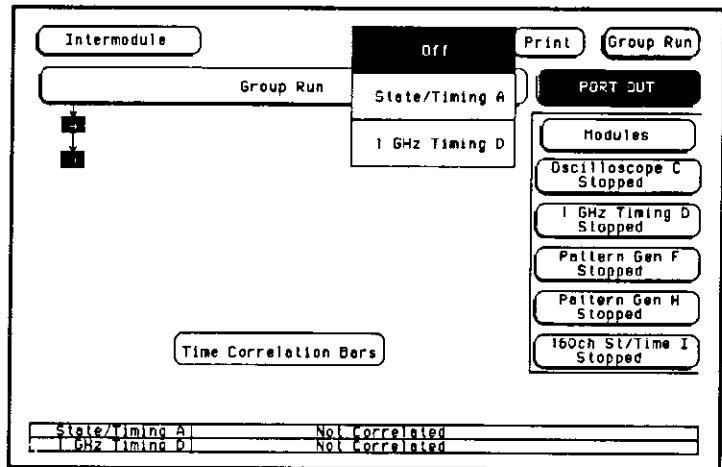 Intermodule
Off
Print
Group Run
Group Run
State/Timing A
PORT OUT
1 GHz Timing D
Modules
Oscilloscope C
Stopped
1 GHz Timing D
Stopped
Pattern Gen F
Stopped
Pattern Gen H
Stopped
Time Correlation Bars
160ch St/Time I
Stopped
State/Timing A Not Correlated
1 GHz Timing D Not Correlated